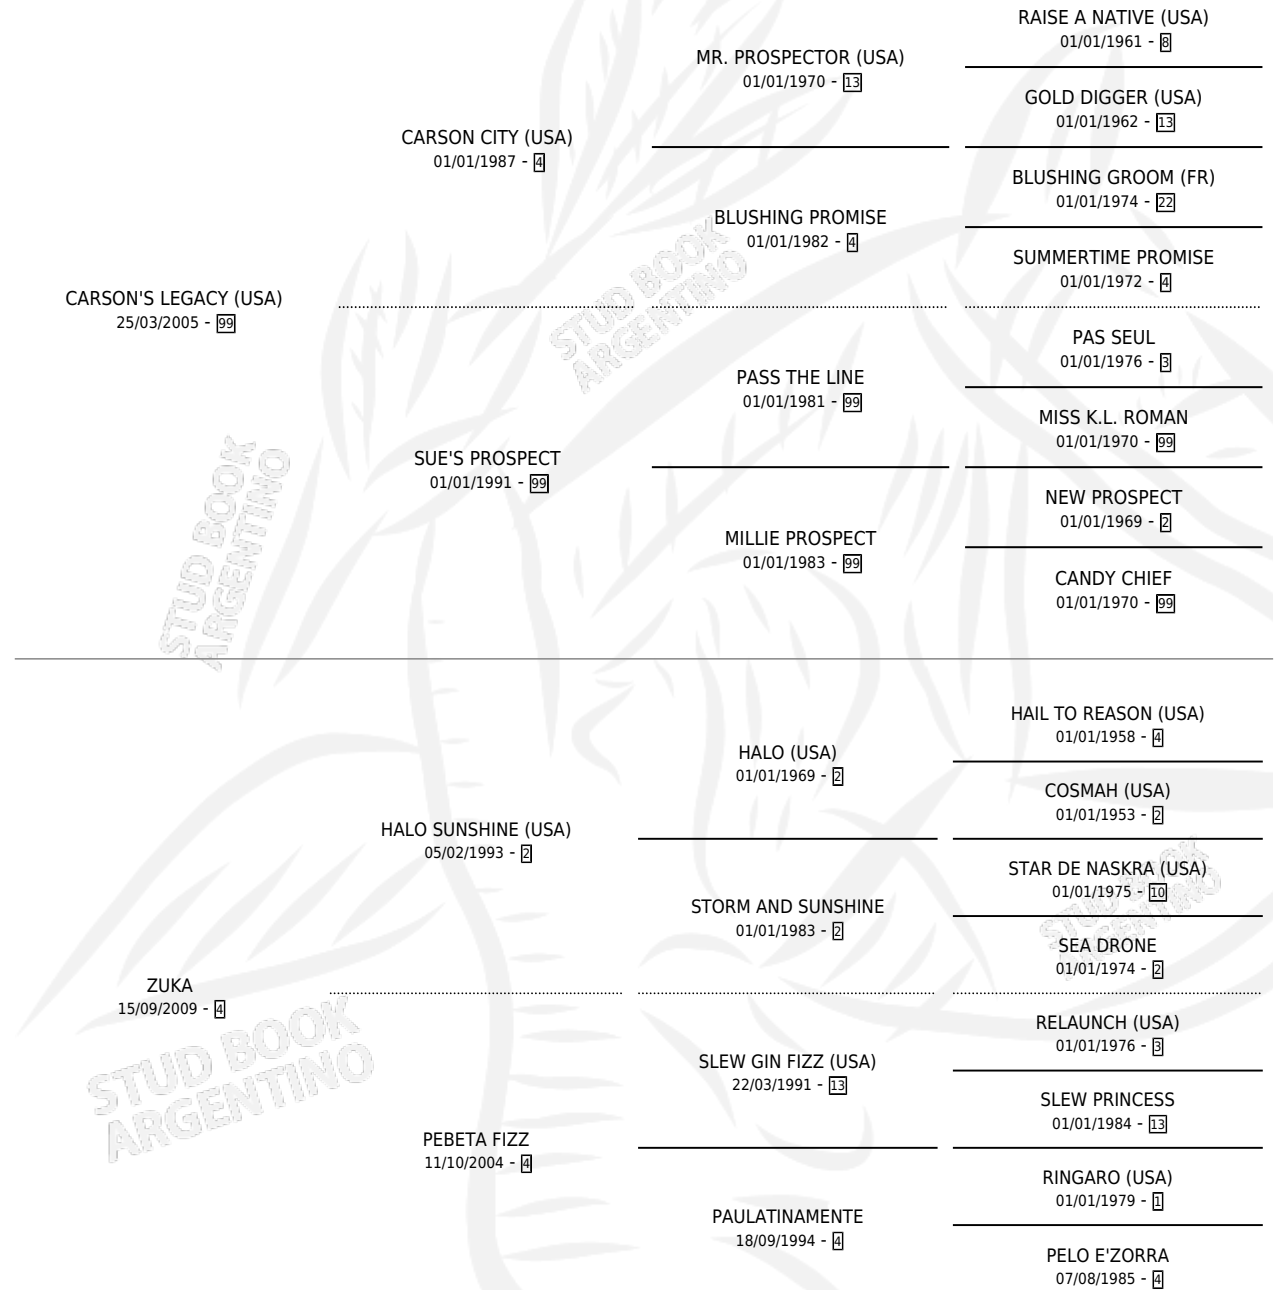 RAISE A NATIVE (USA)
01/01/1961 - 8
MR. PROSPECTOR (USA)
01/01/1970 - 13
GOLD DIGGER (USA)
01/01/1962 - 13
CARSON CITY (USA)
01/01/1987 - 4
BLUSHING GROOM (FR)
01/01/1974 - 22
BLUSHING PROMISE
01/01/1982 - 4
SUMMERTIME PROMISE
01/01/1972 - 4
CARSON'S LEGACY (USA)
25/03/2005 - 99
STUD BOOK
ARGENTINO
PAS SEUL
01/01/1976 - 3
PASS THE LINE
01/01/1981 - 99
MISS K.L. ROMAN
01/01/1970 - 99
SUE'S PROSPECT
01/01/1991 - 99
NEW PROSPECT
01/01/1969 - 2
MILLIE PROSPECT
01/01/1983 - 99
CANDY CHIEF
01/01/1970 - 99
STUD BOOK
ARGENTINO
HAIL TO REASON (USA)
01/01/1958 - 4
HALO (USA)
01/01/1969 - 2
COSMAH (USA)
01/01/1953 - 2
HALO SUNSHINE (USA)
05/02/1993 - 2
STAR DE NASKRA (USA)
01/01/1975 - 10
STORM AND SUNSHINE
01/01/1983 - 2
SEA DRONE
01/01/1974 - 2
STUD BOOK
ARGENTINO
ZUKA
15/09/2009 - 4
STUD BOOK
ARGENTINO
RELAUNCH (USA)
01/01/1976 - 3
SLEW GIN FIZZ (USA)
22/03/1991 - 13
SLEW PRINCESS
01/01/1984 - 13
PEBETA FIZZ
11/10/2004 - 4
RINGARO (USA)
01/01/1979 - 1
PAULATINAMENTE
18/09/1994 - 4
PELO E'ZORRA
07/08/1985 - 4